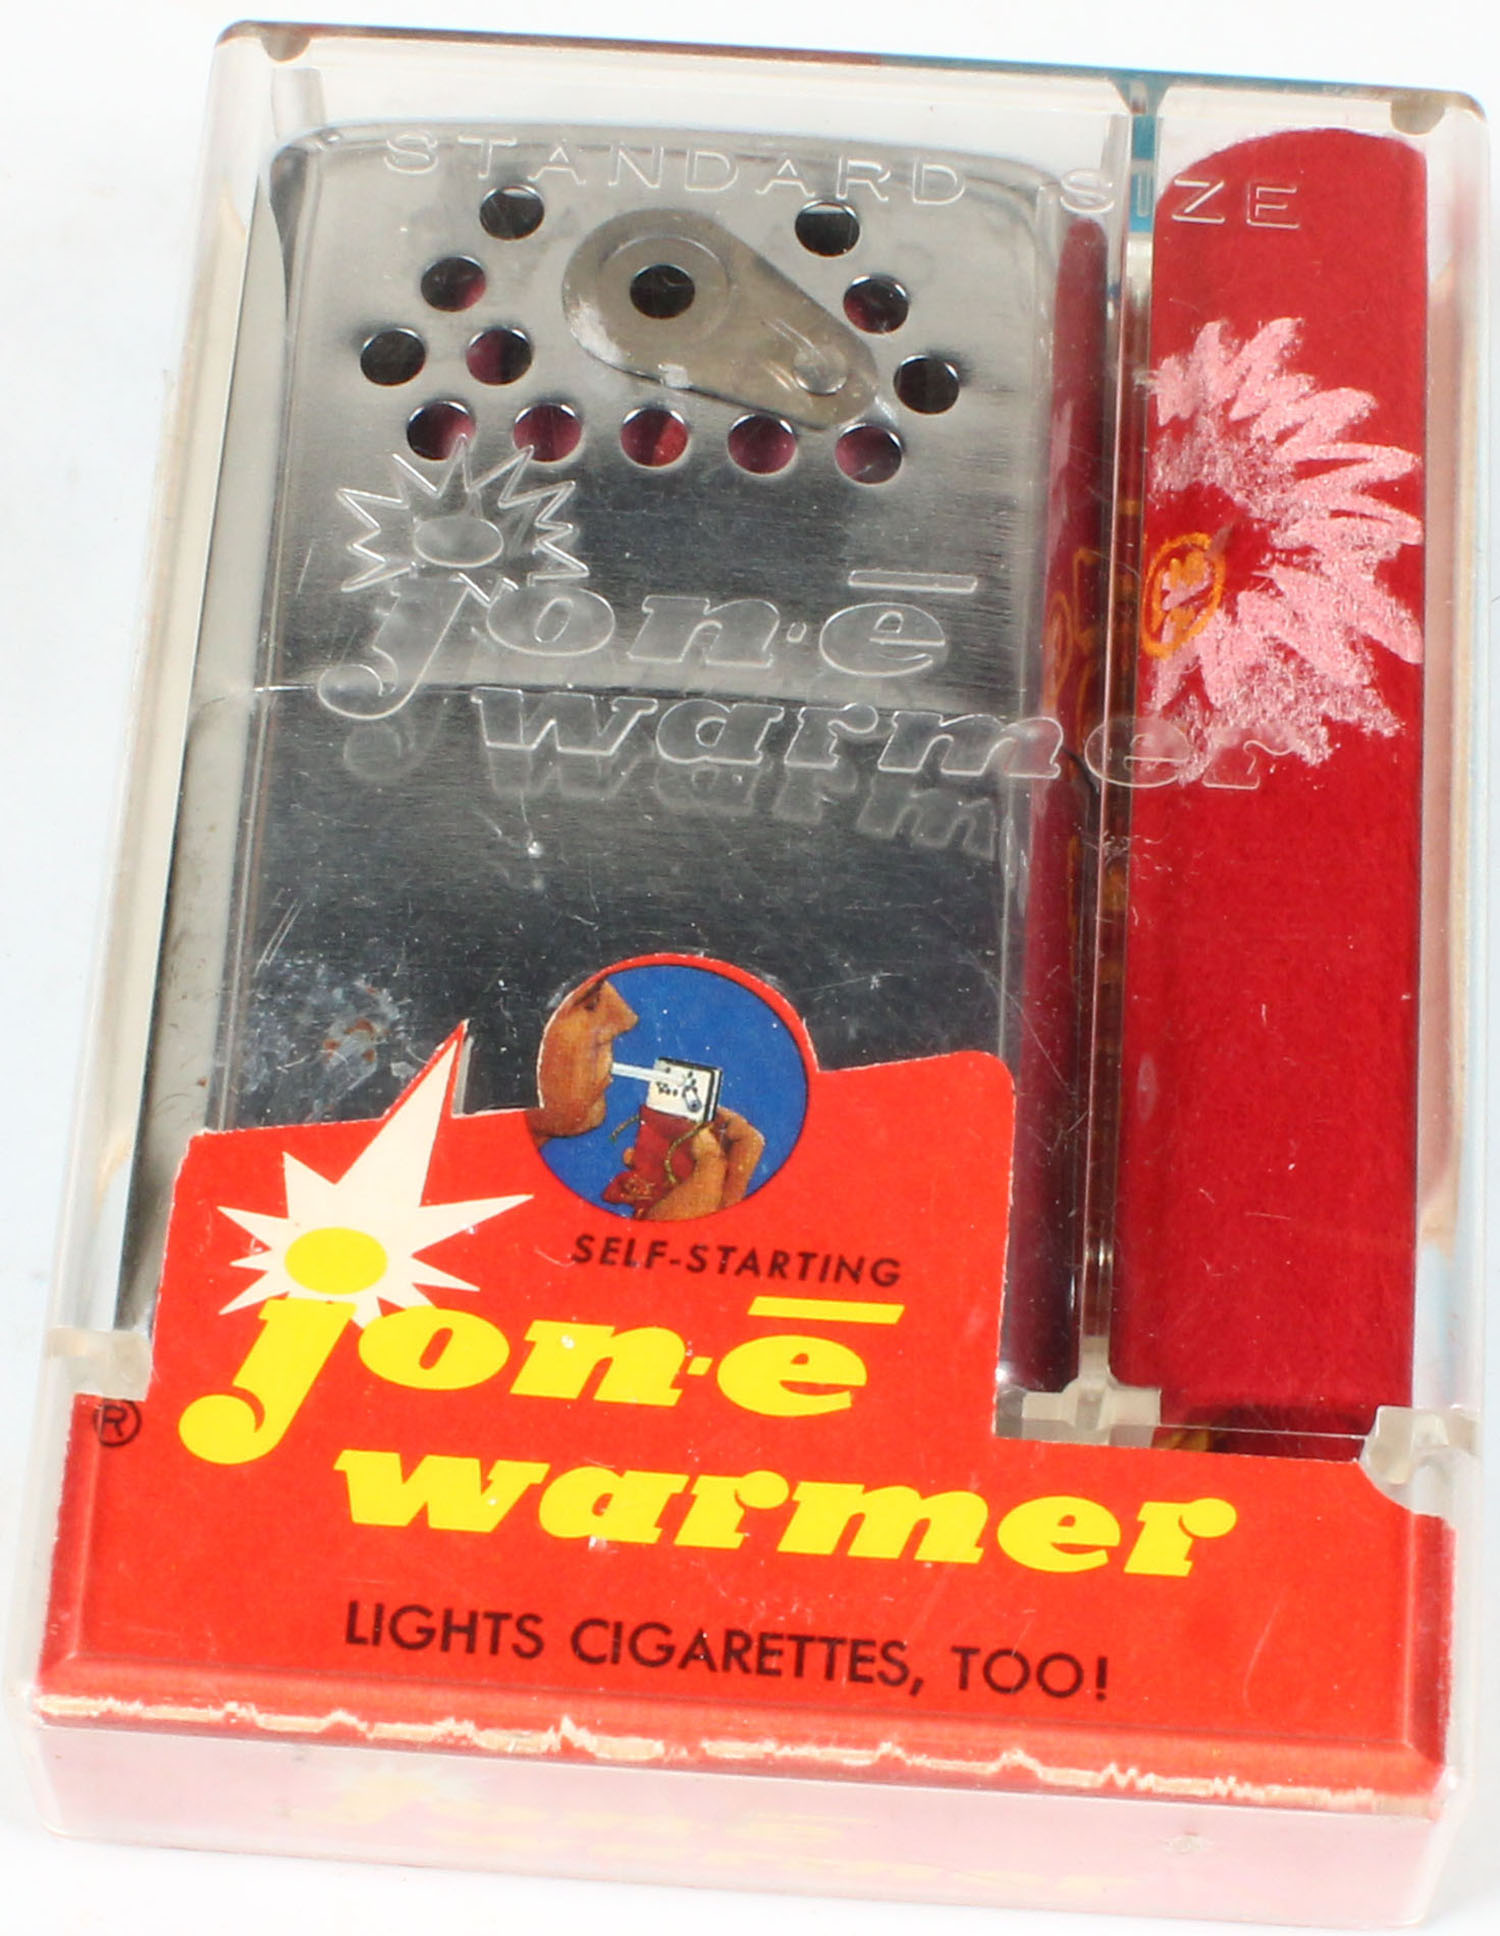 STANDARD SIZE
jon-ē
warmer
SELF-STARTING
jon-ē
®
warmer
LIGHTS CIGARETTES, TOO!